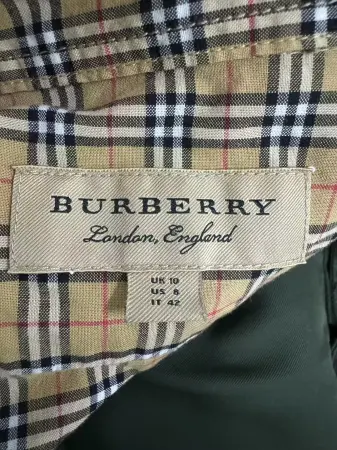 BURBERRY
London, England
UK 10
US 8
IT 42